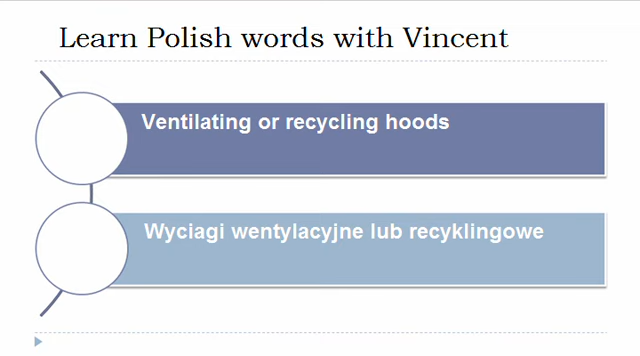 Learn Polish words with Vincent
Ventilating or recycling hoods
Wyciagi wentylacyjne lub recyklingowe